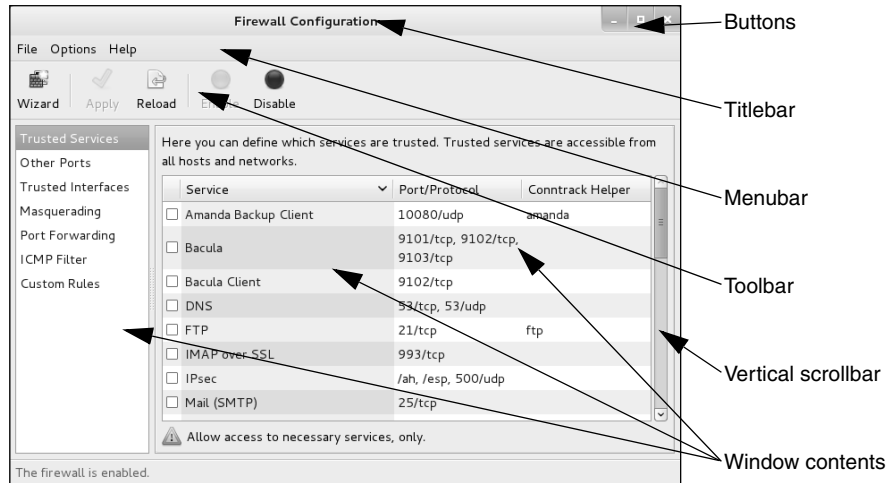 Firewall Configuration
Buttons
File Options Help
Wizard Apply Reload Enable Disable
Titlebar
Trusted Services
Other Ports
Trusted Interfaces
Masquerading
Port Forwarding
ICMP Filter
Custom Rules
Here you can define which services are trusted. Trusted services are accessible from
all hosts and networks.
Service Port/Protocol Conntrack Helper
Amanda Backup Client 10080/udp amanda
Bacula 9101/tcp, 9102/tcp,
9103/tcp
Bacula Client 9102/tcp
DNS 53/tcp, 53/udp
FTP 21/tcp ftp
IMAP over SSL 993/tcp
IPsec /ah, /esp, 500/udp
Mail (SMTP) 25/tcp
Allow access to necessary services, only.
Menubar
Toolbar
Vertical scrollbar
Window contents
The firewall is enabled.